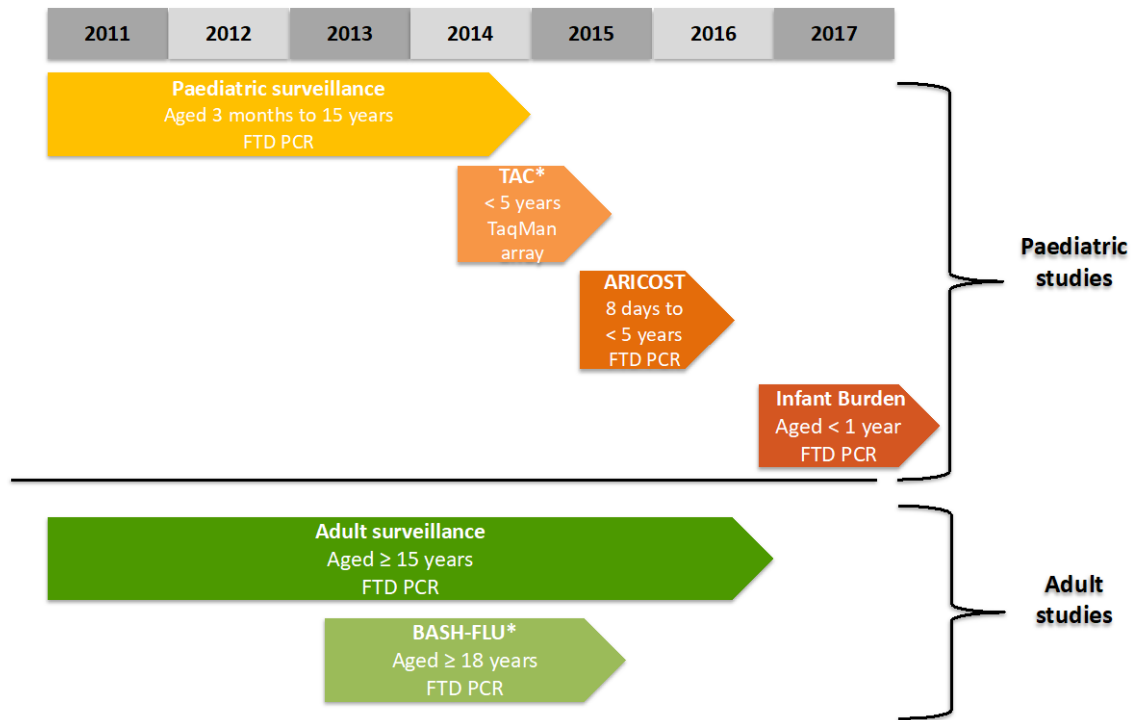 2011 2012 2013 2014 2015 2016 2017
Paediatric surveillance
Aged 3 months to 15 years
FTD PCR
TAC*
< 5 years
TaqMan
array
ARICOST
8 days to
< 5 years
FTD PCR
Infant Burden
Aged < 1 year
FTD PCR
Paediatric
studies
Adult surveillance
Aged ≥ 15 years
FTD PCR
BASH-FLU*
Aged ≥ 18 years
FTD PCR
Adult
studies